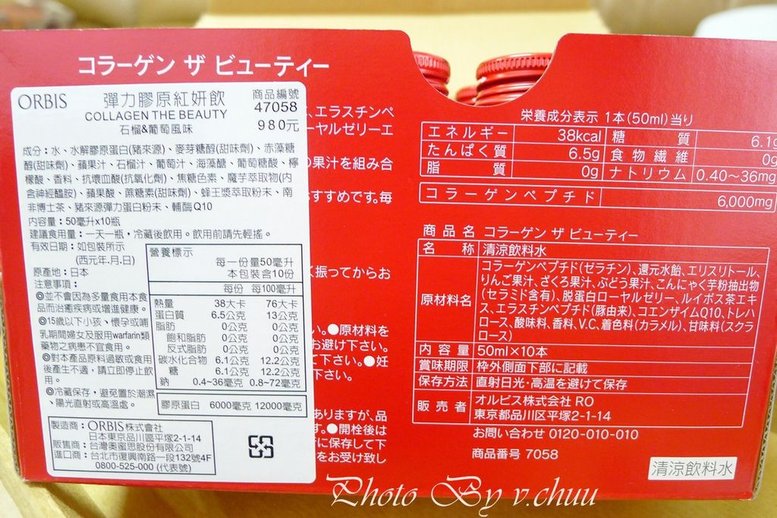 コラーゲン ザ ビューティー
ORBIS
彈力膠原紅妍飲
COLLAGEN THE BEAUTY
石榴&葡萄風味
商品編號
47058
980元
成分：水、水解膠原蛋白(豬來源)、麥芽糖醇(甜味劑)、赤藻糖
醇(甜味劑)、蘋果汁、石榴汁、葡萄汁、海藻醣、葡萄糖酸、檸
檬酸、香料、抗壞血酸(抗氧化劑)、焦糖色素、魔芋萃取物(內
含神經醯胺)、蘋果酸、蔗糖素(甜味劑)、蜂王漿萃取粉末、南
非博士茶、豬來源彈力蛋白粉末、輔酶Q10
內容量：50毫升x10瓶
建議食用量：一天一瓶，冷藏後飲用。飲用前請先輕搖。
有效日期：如包裝所示
(西元年.月.日)
原產地：日本
注意事項：
◎並不會因為多量食用本食
品而治癒疾病或增進健康。
◎15歲以下小孩、懷孕或哺
乳期間婦女及服用warfarin類
藥物之病患不宜食用。
◎對本產品原料過敏或食用
後產生不適，請立即停止飲
用。
◎冷藏保存，避免置於潮濕、
陽光直射或高溫處。
營養標示
每一份量50毫升
本包裝含10份
每份 每100毫升
熱量 38大卡 76大卡
蛋白質 6.5公克 13公克
脂肪 0公克 0公克
飽和脂肪 0公克 0公克
反式脂肪 0公克 0公克
碳水化合物 6.1公克 12.2公克
糖 6.1公克 12.2公克
鈉 0.4~36毫克 0.8~72毫克
膠原蛋白 6000毫克 12000毫克
製造商：ORBIS株式會社
日本東京品川區平塚2-1-14
販售商：台灣奧蜜思股份有限公司
進口商：台北市復興南路一段132號4F
0800-525-000 (代表號)
、エラスチンペ
ーヤルゼリーエ
の果汁を組み合
すすめです。毎
く振ってからお
い。●原材料を
お避け下さい。
下さい。●妊
て下さい。
ありますが、品
す。●開栓後は
に保存して下
をお受け致し
栄養成分表示 1本(50ml)当り
エネルギー 38kcal 糖質 6.1g
たんぱく質 6.5g 食物繊維 0g
脂質 0g ナトリウム 0.40~36mg
コラーゲンペプチド 6,000mg
商品名 コラーゲン ザ ビューティー
名称 清涼飲料水
原材料名 コラーゲンペプチド(ゼラチン)、還元水飴、エリスリトール、
りんご果汁、ざくろ果汁、ぶどう果汁、こんにゃく芋粉抽出物
(セラミド含有)、脱蛋白ローヤルゼリー、ルイボス茶エキ
ス、エラスチンペプチド(豚由来)、コエンザイムQ10、トレハ
ロース、酸味料、香料、V.C、着色料(カラメル)、甘味料(スクラ
ロース)
内容量 50ml×10本
賞味期限 枠外側面下部に記載
保存方法 直射日光・高温を避けて保存
販売者 オルビス株式会社 RO
東京都品川区平塚2-1-14
お問い合わせ 0120-010-010
商品番号 7058
清涼飲料水
Photo By v.chuu